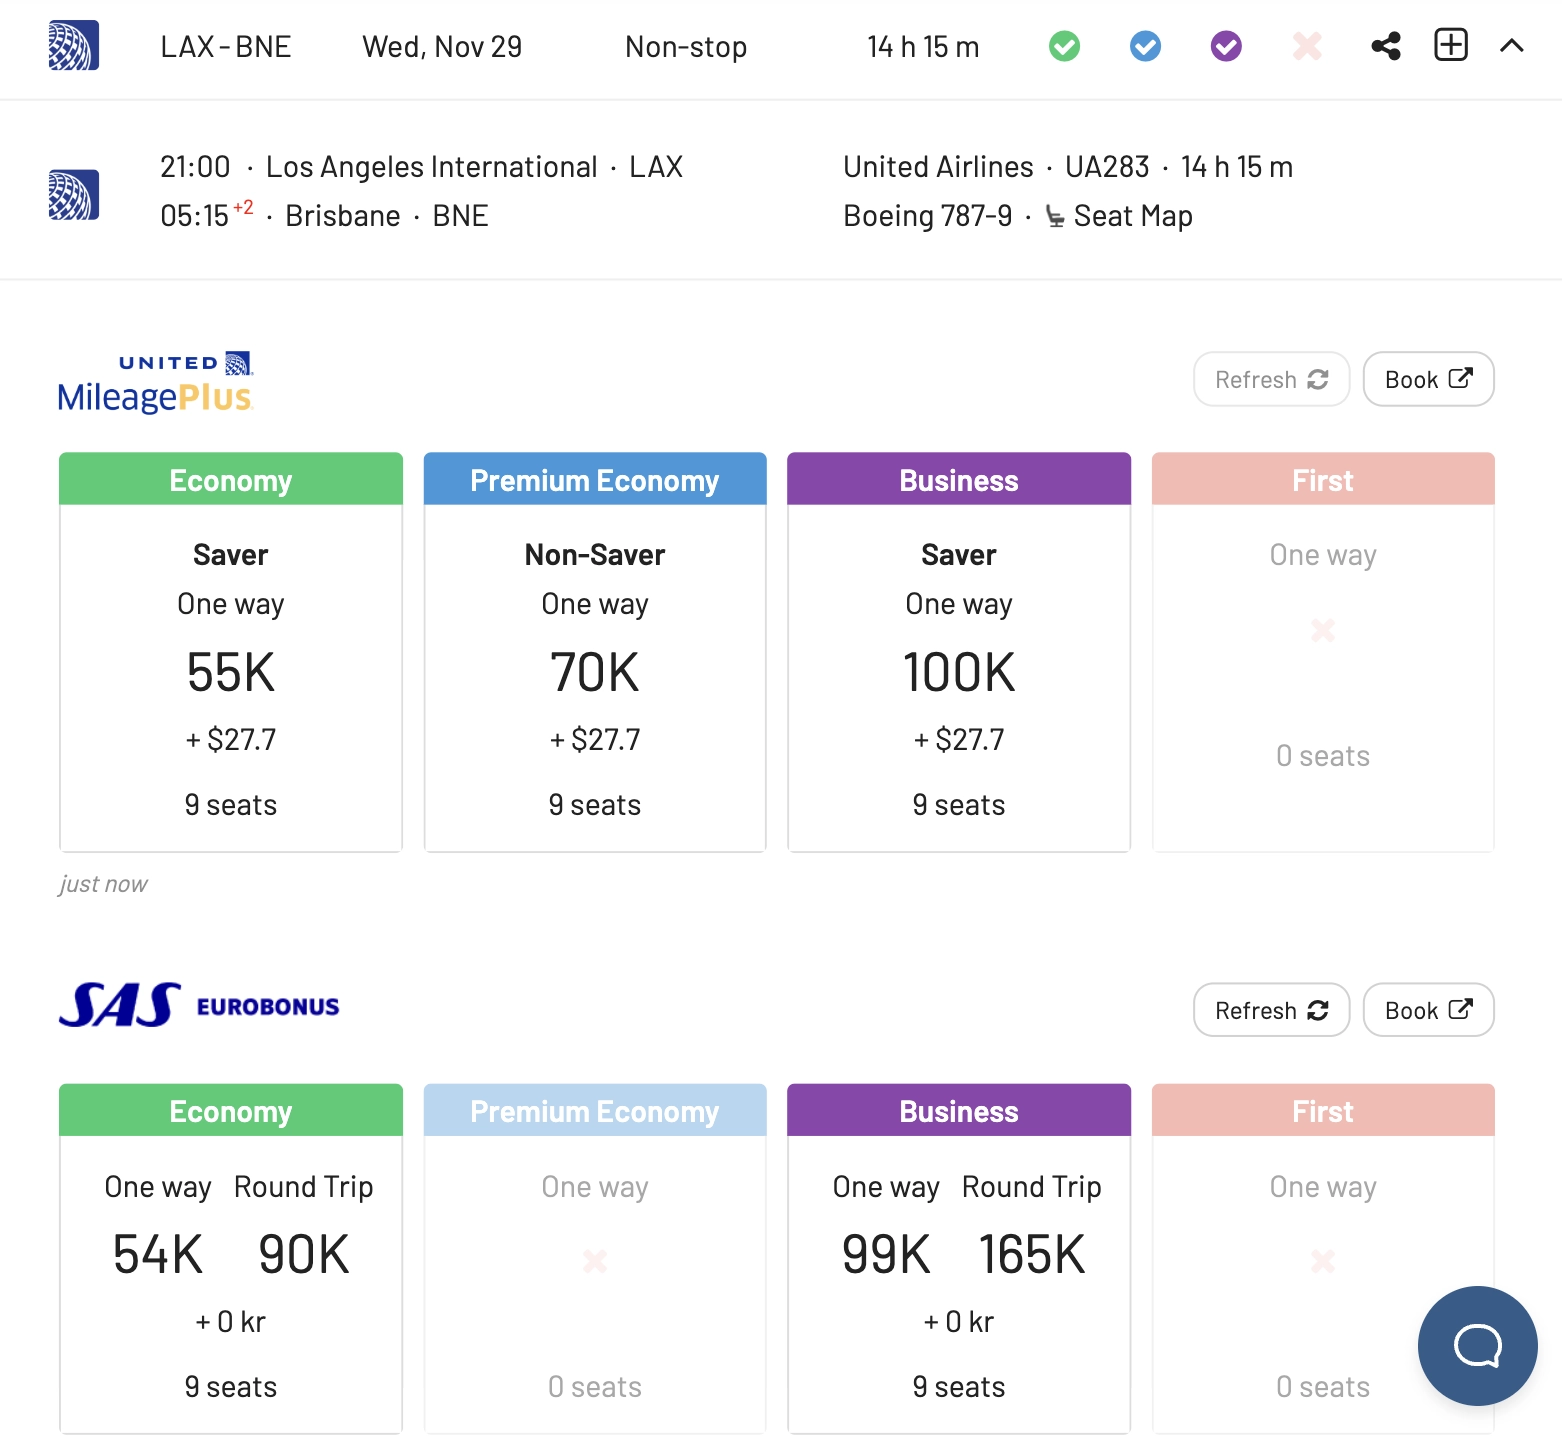 LAX-BNE Wed, Nov 29 Non-stop 14 h 15 m
21:00 · Los Angeles International · LAX United Airlines · UA283 · 14 h 15 m
05:15 +2 · Brisbane · BNE Boeing 787-9 · Seat Map
UNITED
MileagePlus Refresh Book
Economy Premium Economy Business First
Saver Non-Saver Saver One way
One way One way One way
55K 70K 100K
+ $27.7 + $27.7 + $27.7
0 seats
9 seats 9 seats 9 seats
just now
SAS EUROBONUS Refresh Book
Economy Premium Economy Business First
One way Round Trip One way One way Round Trip One way
54K 90K 99K 165K
+ 0 kr + 0 kr
9 seats 0 seats 9 seats 0 seats